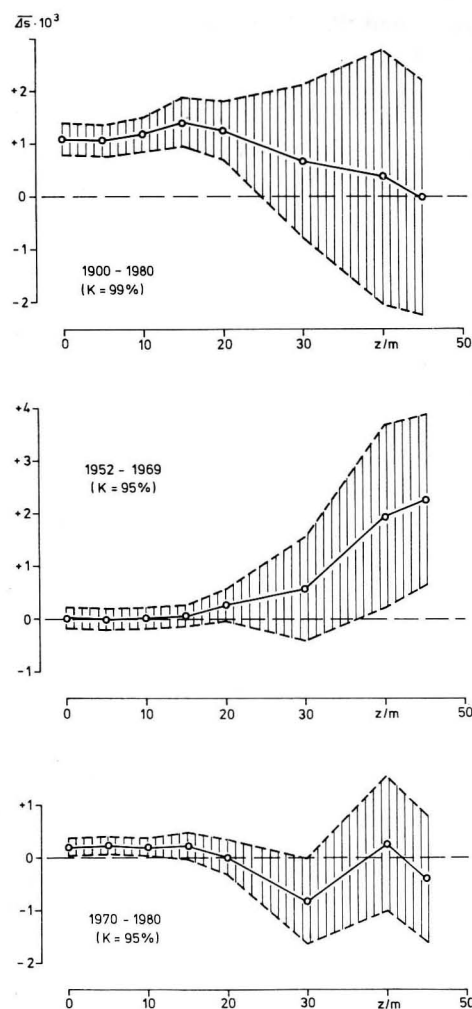 Δs · 10³
+2
+1
0
-1
-2
1900 - 1980
(K = 99%)
0 10 20 30 z/m 50
+4
+3
+2
+1
0
-1
1952 - 1969
(K = 95%)
0 10 20 30 z/m 50
+1
0
-1
-2
1970 - 1980
(K = 95%)
0 10 20 30 z/m 50